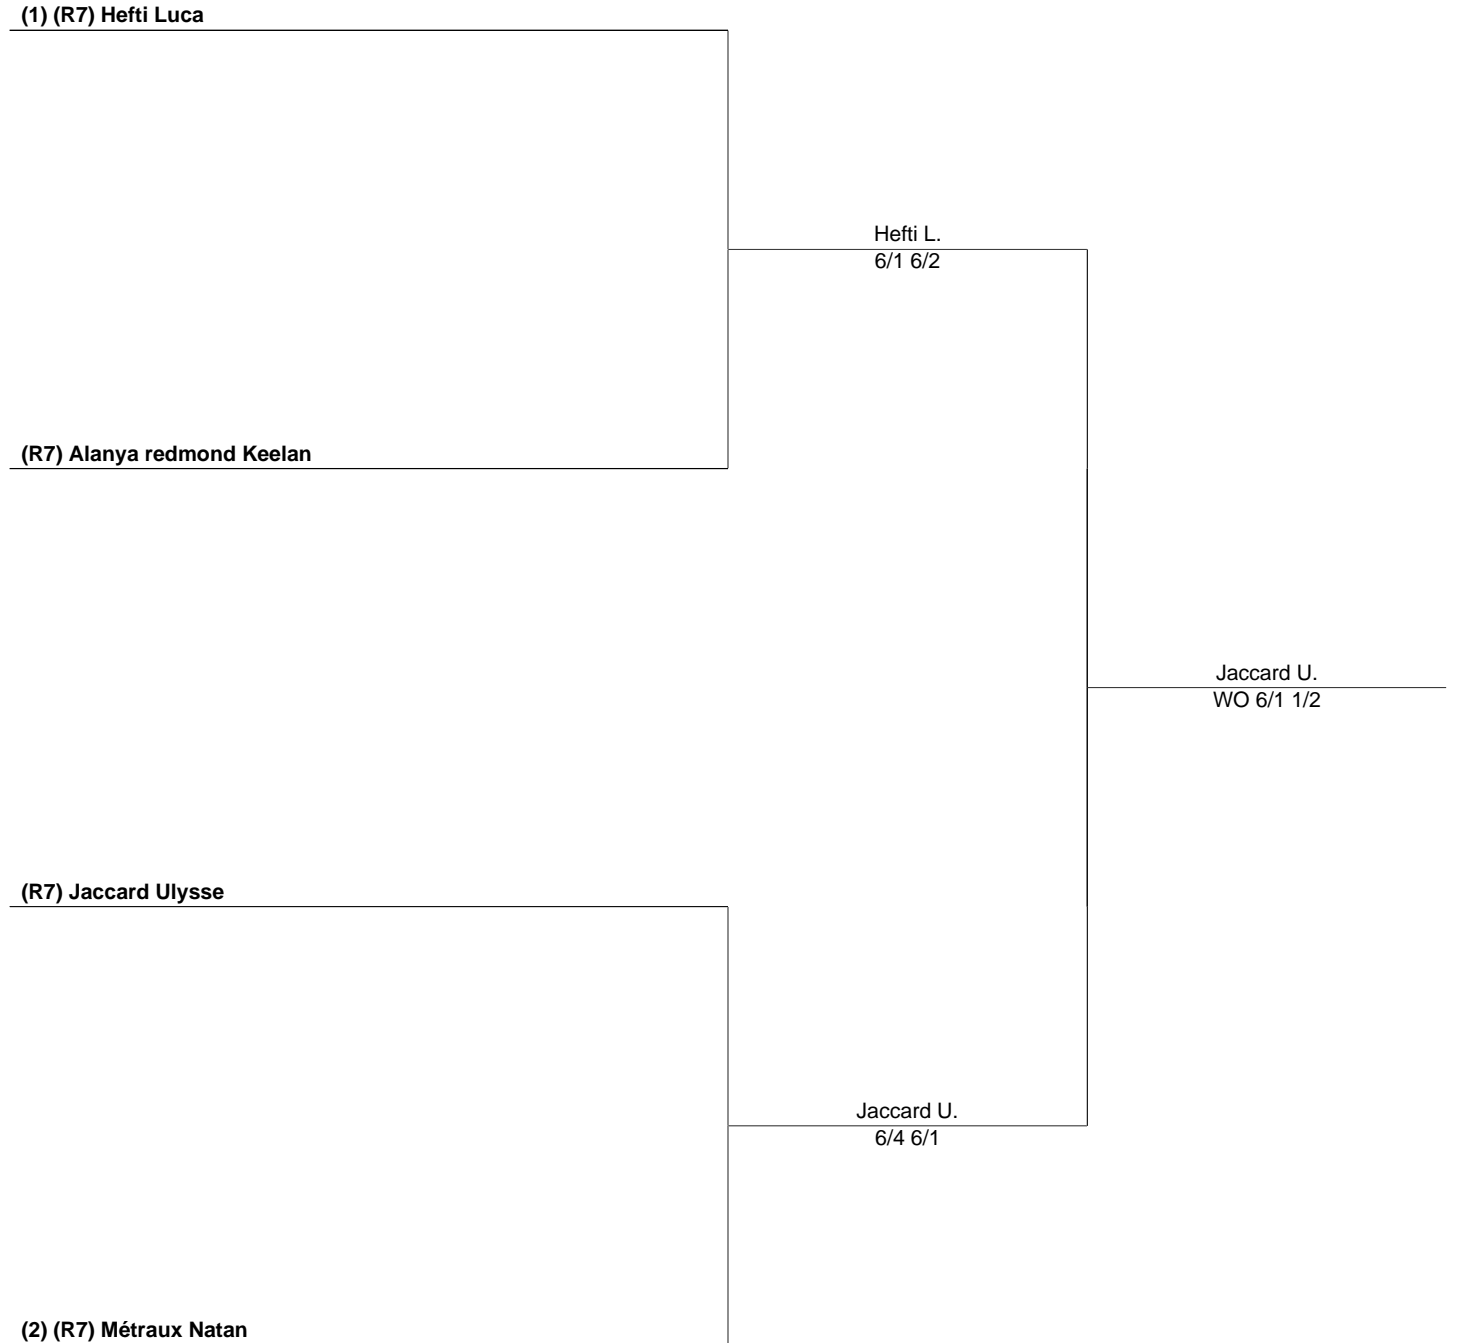 (1) (R7) Hefti Luca
Hefti L.
6/1 6/2
(R7) Alanya redmond Keelan
Jaccard U.
WO 6/1 1/2
(R7) Jaccard Ulysse
Jaccard U.
6/4 6/1
(2) (R7) Métraux Natan